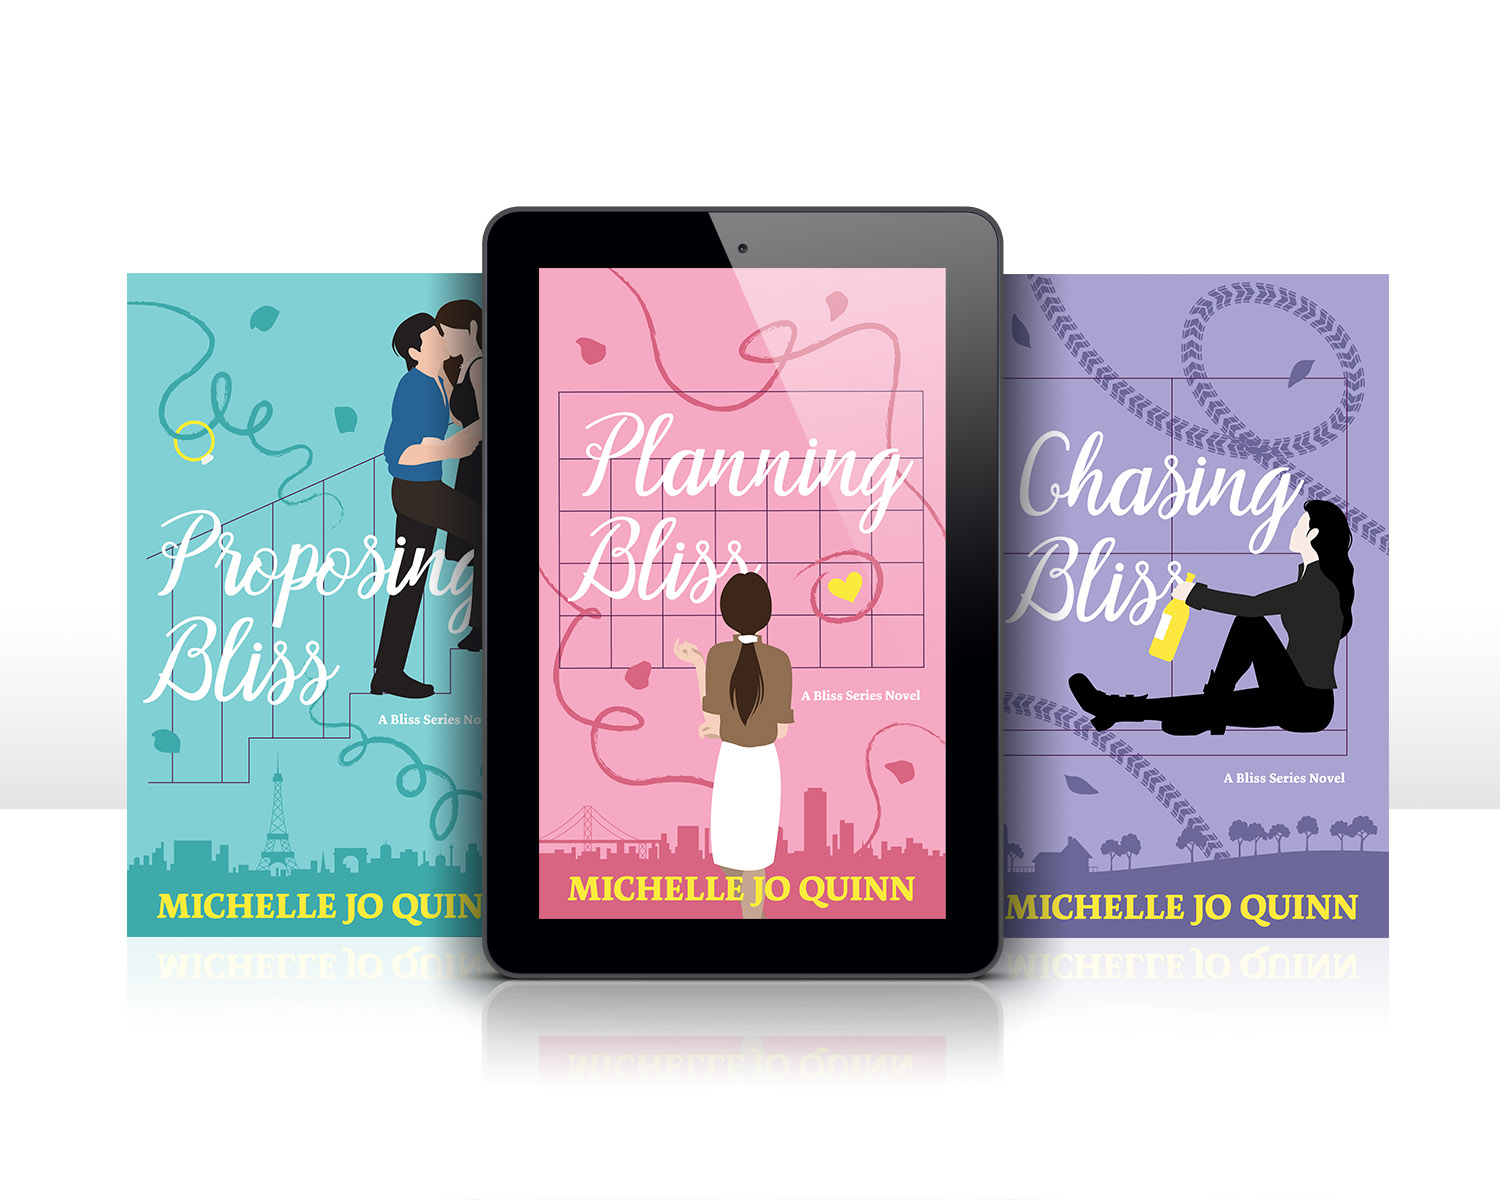 Proposing
Bliss
A Bliss Series No
MICHELLE JO QUIN
Planning
Bliss
A Bliss Series Novel
MICHELLE JO QUINN
Chasing
Bliss
A Bliss Series Novel
MICHELLE JO QUINN